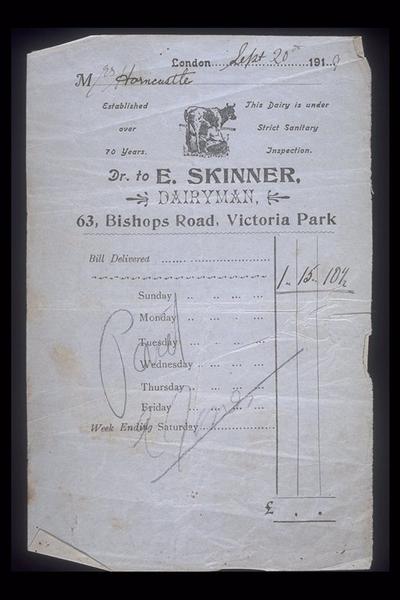 London Sept 20th 191
Mrs Horncastle
Established over 70 Years.
This Dairy is under Strict Sanitary Inspection.
Dr. to E. SKINNER,
DAIRYMAN,
63, Bishops Road, Victoria Park
Bill Delivered
1 . 15 . 10½
Sunday
Monday
Tuesday
Wednesday
Thursday
Friday
Week Ending Saturday
Paid
£